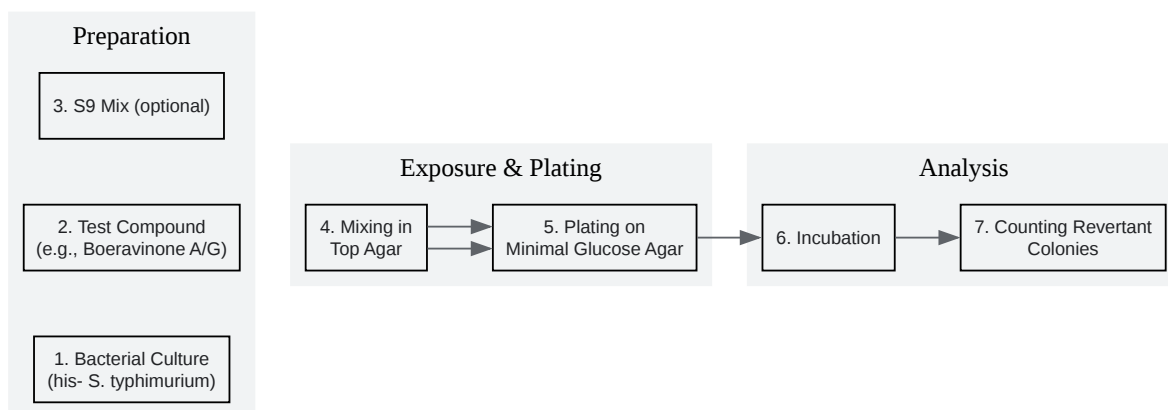 Preparation
3. S9 Mix (optional)
2. Test Compound
(e.g., Boeravinone A/G)
1. Bacterial Culture
(his- S. typhimurium)
Exposure & Plating
4. Mixing in
Top Agar
5. Plating on
Minimal Glucose Agar
Analysis
6. Incubation
7. Counting Revertant
Colonies